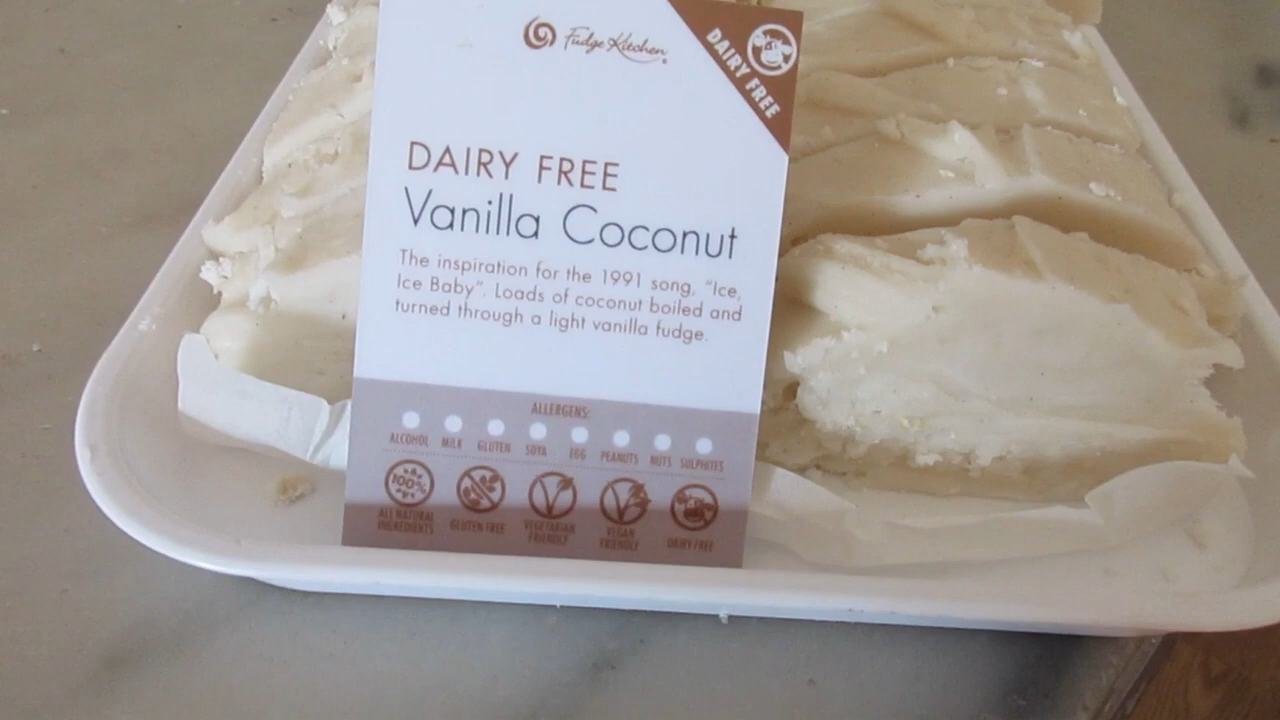 Fudge Kitchen
DAIRY FREE
DAIRY FREE
Vanilla Coconut
The inspiration for the 1991 song, "Ice,
Ice Baby". Loads of coconut boiled and
turned through a light vanilla fudge.
ALLERGENS:
ALCOHOL MILK GLUTEN SOYA EGG PEANUTS NUTS SULPHITES
100%
ALL NATURAL INGREDIENTS
GLUTEN FREE
VEGETARIAN FRIENDLY
VEGAN FRIENDLY
DAIRY FREE